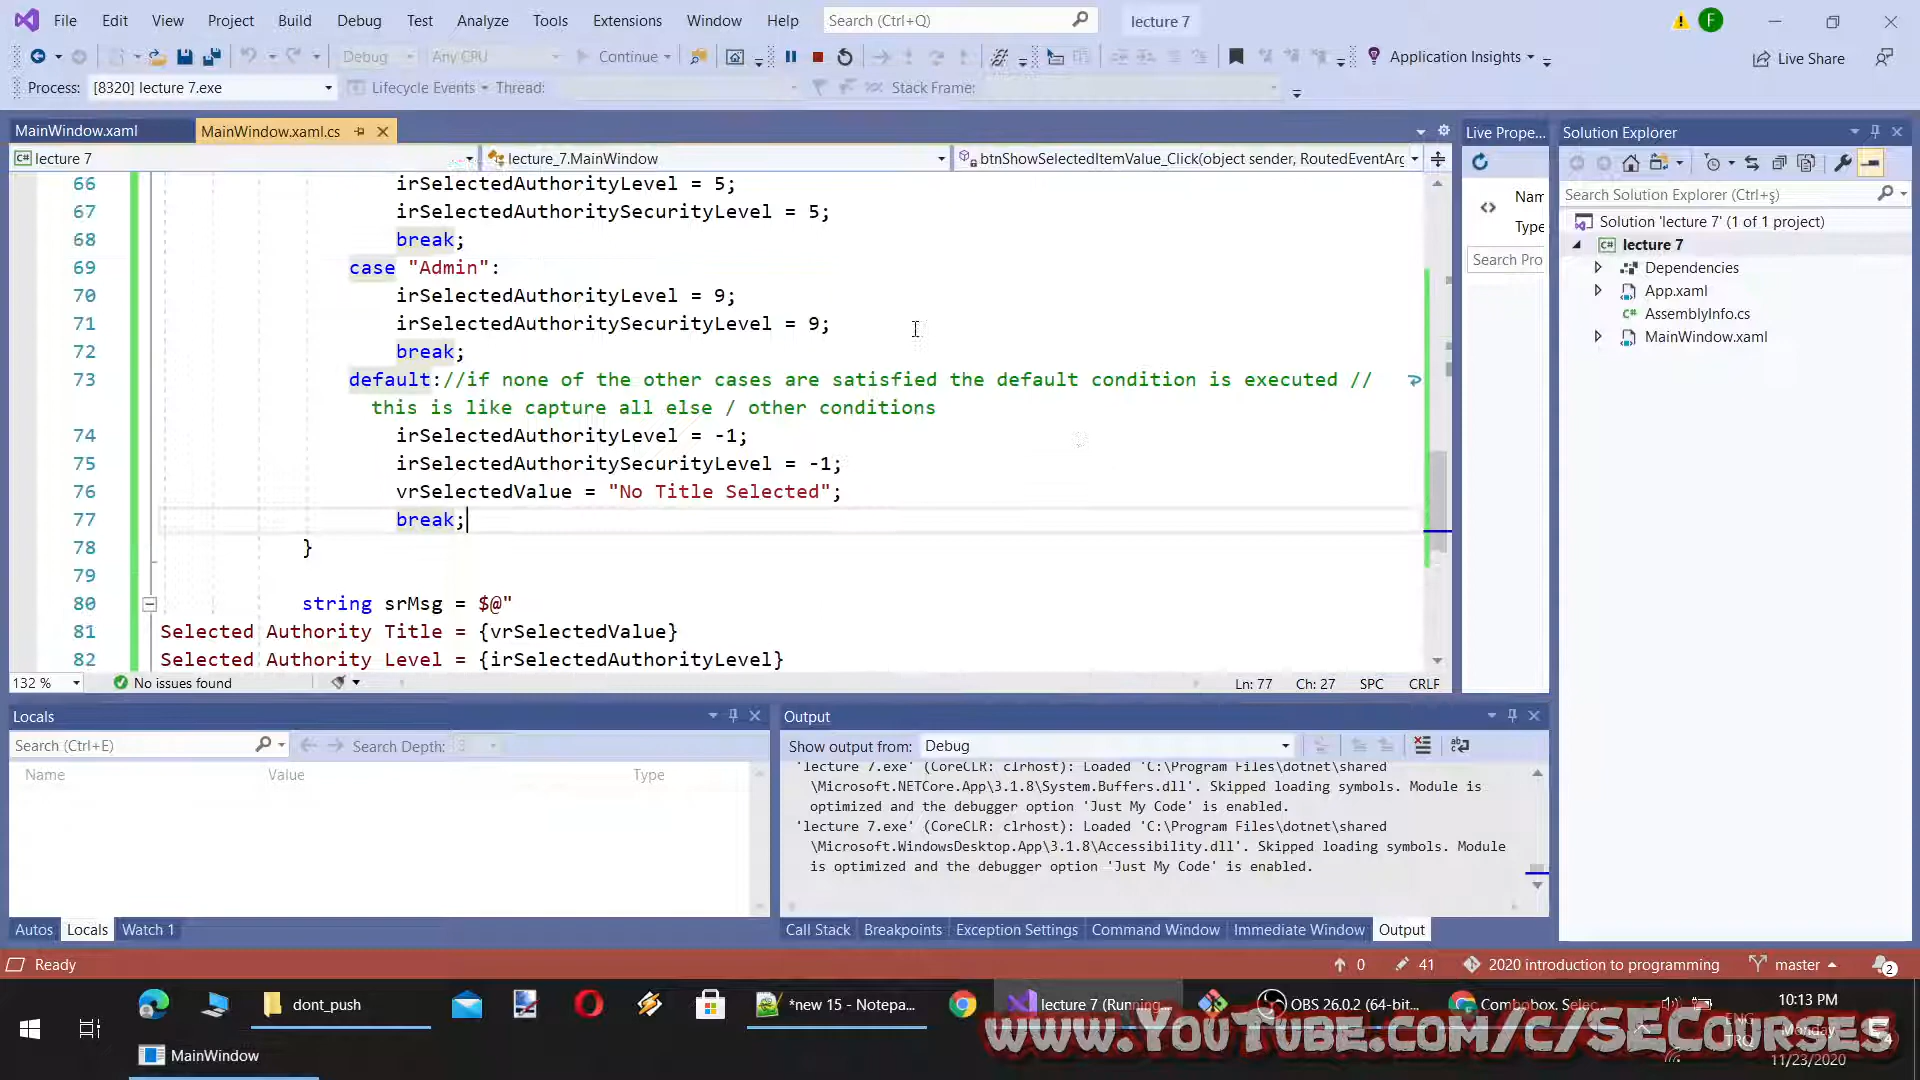 File Edit View Project Build Debug Test Analyze Tools Extensions Window Help Search (Ctrl+Q) lecture 7 F
Debug Any CPU Continue Application Insights Live Share
Process: [8320] lecture 7.exe Lifecycle Events Thread: Stack Frame:
MainWindow.xaml MainWindow.xaml.cs Live Prope... Solution Explorer
lecture 7 lecture_7.MainWindow btnShowSelectedItemValue_Click(object sender, RoutedEventArg
66 irSelectedAuthorityLevel = 5;
67 irSelectedAuthoritySecurityLevel = 5;
68 break;
69 case "Admin":
70 irSelectedAuthorityLevel = 9;
71 irSelectedAuthoritySecurityLevel = 9;
72 break;
73 default://if none of the other cases are satisfied the default condition is executed //
this is like capture all else / other conditions
74 irSelectedAuthorityLevel = -1;
75 irSelectedAuthoritySecurityLevel = -1;
76 vrSelectedValue = "No Title Selected";
77 break;
78 }
79
80 string srMsg = $@"
81 Selected Authority Title = {vrSelectedValue}
82 Selected Authority Level = {irSelectedAuthorityLevel}
132 % No issues found Ln: 77 Ch: 27 SPC CRLF
Nam
Type
Search Pro
Search Solution Explorer (Ctrl+ş)
Solution 'lecture 7' (1 of 1 project)
lecture 7
Dependencies
App.xaml
AssemblyInfo.cs
MainWindow.xaml
Locals
Search (Ctrl+E) Search Depth: 3
Name Value Type
Autos Locals Watch 1
Output
Show output from: Debug
'lecture 7.exe' (CoreCLR: clrhost): Loaded 'C:\Program Files\dotnet\shared
\Microsoft.NETCore.App\3.1.8\System.Buffers.dll'. Skipped loading symbols. Module is
optimized and the debugger option 'Just My Code' is enabled.
'lecture 7.exe' (CoreCLR: clrhost): Loaded 'C:\Program Files\dotnet\shared
\Microsoft.WindowsDesktop.App\3.1.8\Accessibility.dll'. Skipped loading symbols. Module
is optimized and the debugger option 'Just My Code' is enabled.
Call Stack Breakpoints Exception Settings Command Window Immediate Window Output
Ready 0 41 2020 introduction to programming master 2
dont_push *new 15 - Notepa... lecture 7 (Running... OBS 26.0.2 (64-bit... Combobox. Selec... 10:13 PM
MainWindow ENG Monday
TRQ 11/23/2020
www.YouTube.com/c/SECourses